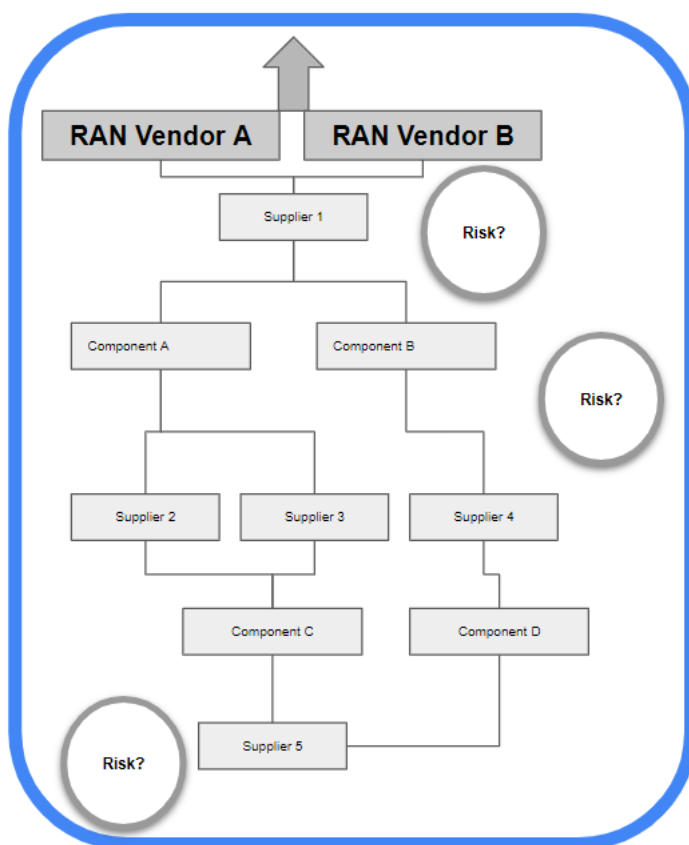 RAN Vendor A
RAN Vendor B
Supplier 1
Risk?
Component A
Component B
Risk?
Supplier 2
Supplier 3
Supplier 4
Component C
Component D
Supplier 5
Risk?